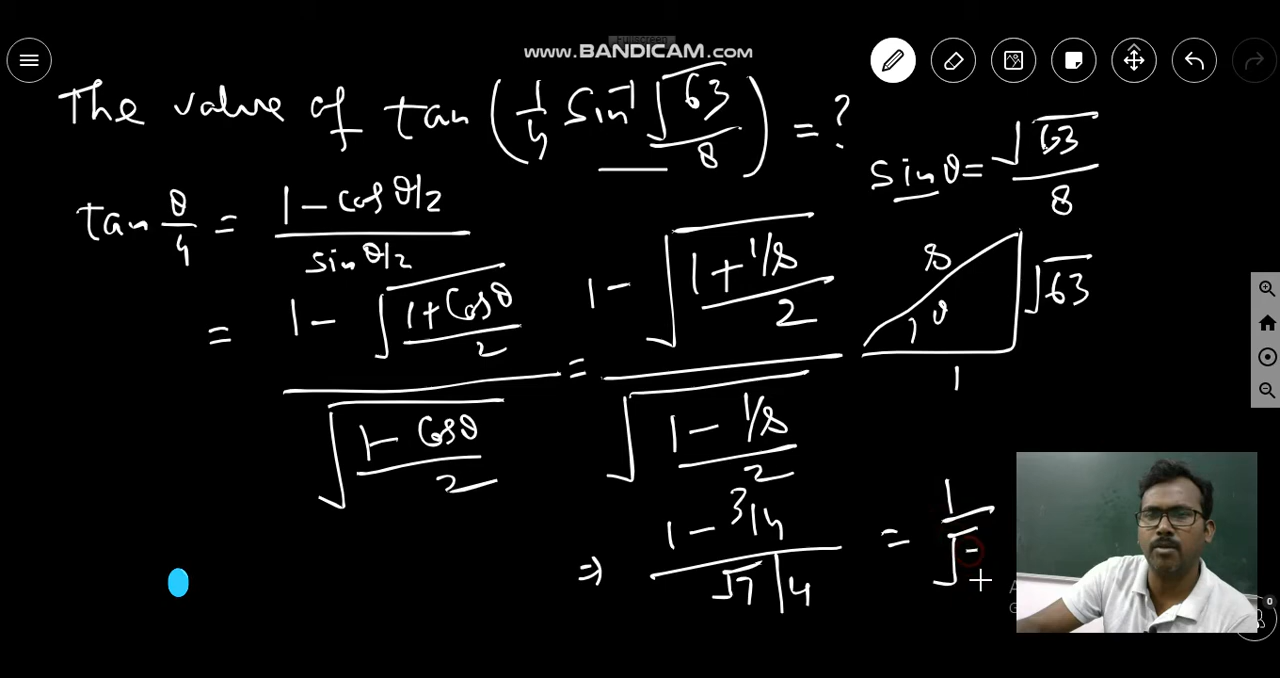 www.BANDICAM.com
The value of tan (1/4 Sin⁻¹ √63/8) = ?
sinθ = √63/8
tan θ/4 = (1 - cos θ/2)/(sin θ/2)
= (1 - √((1 + Cosθ)/2))/√((1 - Cosθ)/2) = (1 - √((1 + 1/8)/2))/√((1 - 1/8)/2)
8
θ
√63
1
⇒ (1 - 3/4)/(√7/4) = 1/√
0